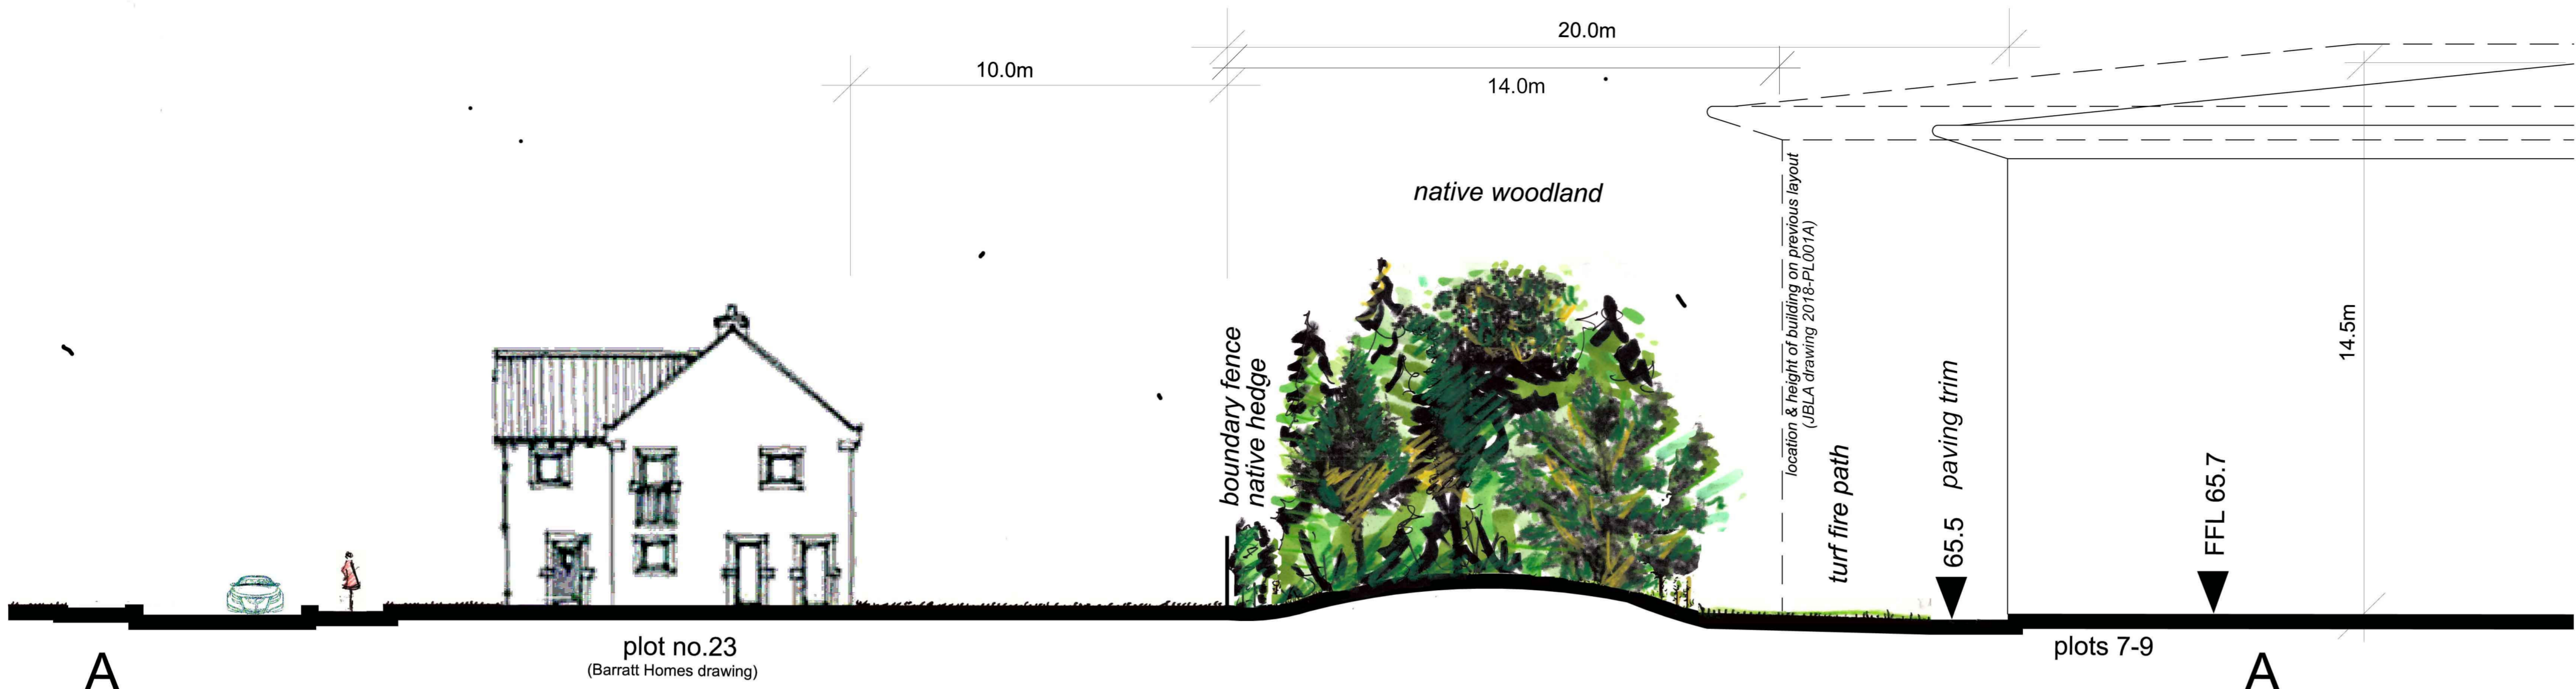 20.0m
10.0m
14.0m
native woodland
boundary fence
native hedge
location & height of building on previous layout
(JBLA drawing 2018-PL001A)
turf fire path
65.5 paving trim
FFL 65.7
14.5m
plot no.23
(Barratt Homes drawing)
plots 7-9
A
A